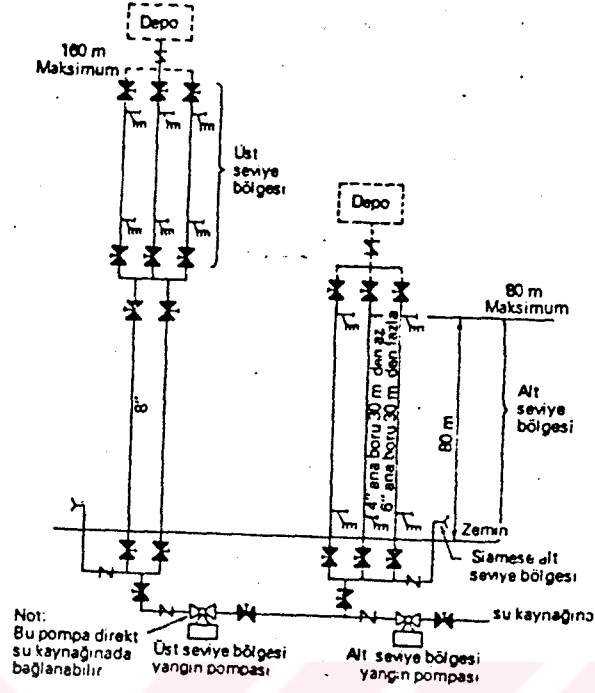 Depo
160 m
Maksimum
Üst
seviye
bölgesi
Depo
80 m
Maksimum
4" ana boru 30 m den az
6" ana boru 30 m den fazla
8"
80 m
Alt
seviye
bölgesi
Zemin
Siamese alt
seviye bölgesi
su kaynağına
Not:
Bu pompa direkt
su kaynağınada
bağlanabilir
Üst seviye bölgesi
yangın pompası
Alt seviye bölgesi
yangın pompası